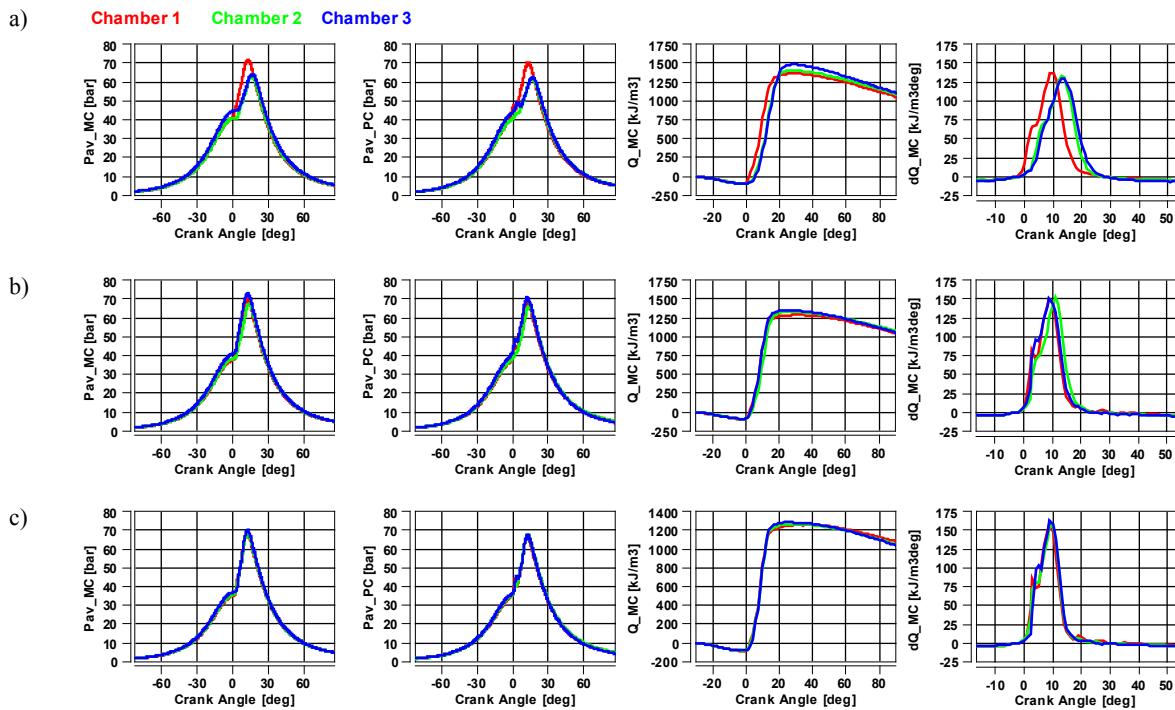 a)
Chamber 1 Chamber 2 Chamber 3
Pav_MC [bar]
80
70
60
50
40
30
20
10
0
-60 -30 0 30 60
Crank Angle [deg]
Pav_PC [bar]
80
70
60
50
40
30
20
10
0
-60 -30 0 30 60
Crank Angle [deg]
Q_MC [kJ/m3]
1750
1500
1250
1000
750
500
250
0
-250
-20 0 20 40 60 80
Crank Angle [deg]
dQ_MC [kJ/m3deg]
175
150
125
100
75
50
25
0
-25
-10 0 10 20 30 40 50
Crank Angle [deg]
b)
Pav_MC [bar]
80
70
60
50
40
30
20
10
0
-60 -30 0 30 60
Crank Angle [deg]
Pav_PC [bar]
80
70
60
50
40
30
20
10
0
-60 -30 0 30 60
Crank Angle [deg]
Q_MC [kJ/m3]
1750
1500
1250
1000
750
500
250
0
-250
-20 0 20 40 60 80
Crank Angle [deg]
dQ_MC [kJ/m3deg]
175
150
125
100
75
50
25
0
-25
-10 0 10 20 30 40 50
Crank Angle [deg]
c)
Pav_MC [bar]
80
70
60
50
40
30
20
10
0
-60 -30 0 30 60
Crank Angle [deg]
Pav_PC [bar]
80
70
60
50
40
30
20
10
0
-60 -30 0 30 60
Crank Angle [deg]
Q_MC [kJ/m3]
1400
1200
1000
800
600
400
200
0
-200
-20 0 20 40 60 80
Crank Angle [deg]
dQ_MC [kJ/m3deg]
175
150
125
100
75
50
25
0
-25
-10 0 10 20 30 40 50
Crank Angle [deg]